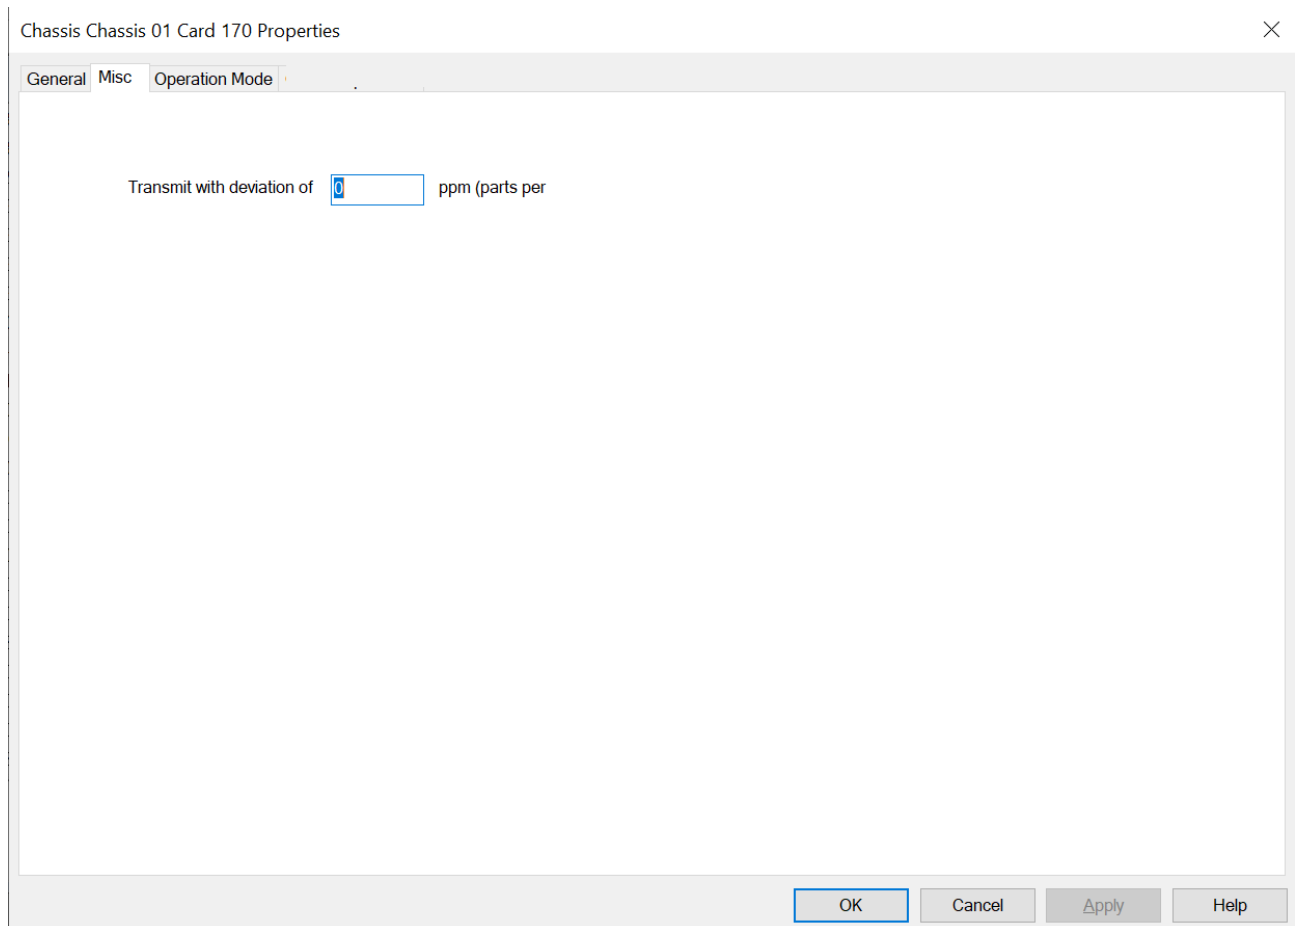 Chassis Chassis 01 Card 170 Properties
General Misc Operation Mode
Transmit with deviation of 0 ppm (parts per
OK Cancel Apply Help